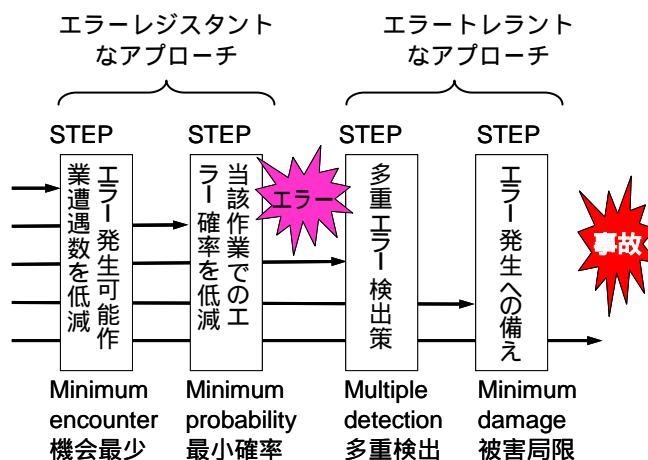 エラーレジスタント
なアプローチ
エラートレラント
なアプローチ
STEP
STEP
STEP
STEP
エラー発生可能作
業遭遇数を低減
当該作業でのエ
ラー確率を低減
エラー
多重エラー検出策
エラー発生への備え
事故
Minimum
encounter
機会最少
Minimum
probability
最小確率
Multiple
detection
多重検出
Minimum
damage
被害局限